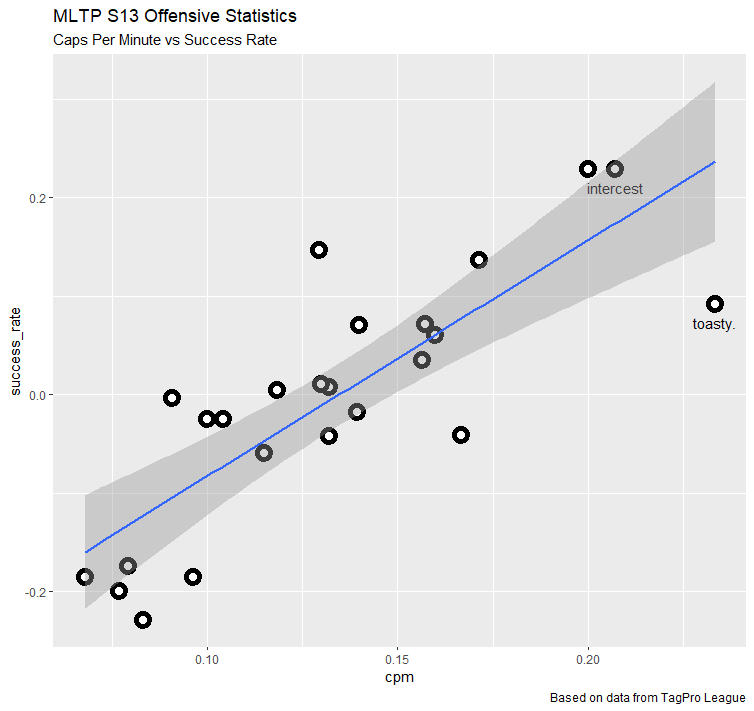 MLTP S13 Offensive Statistics
Caps Per Minute vs Success Rate
0.2
intercest
toasty.
success_rate
0.0
-0.2
0.10
0.15
0.20
cpm
Based on data from TagPro League